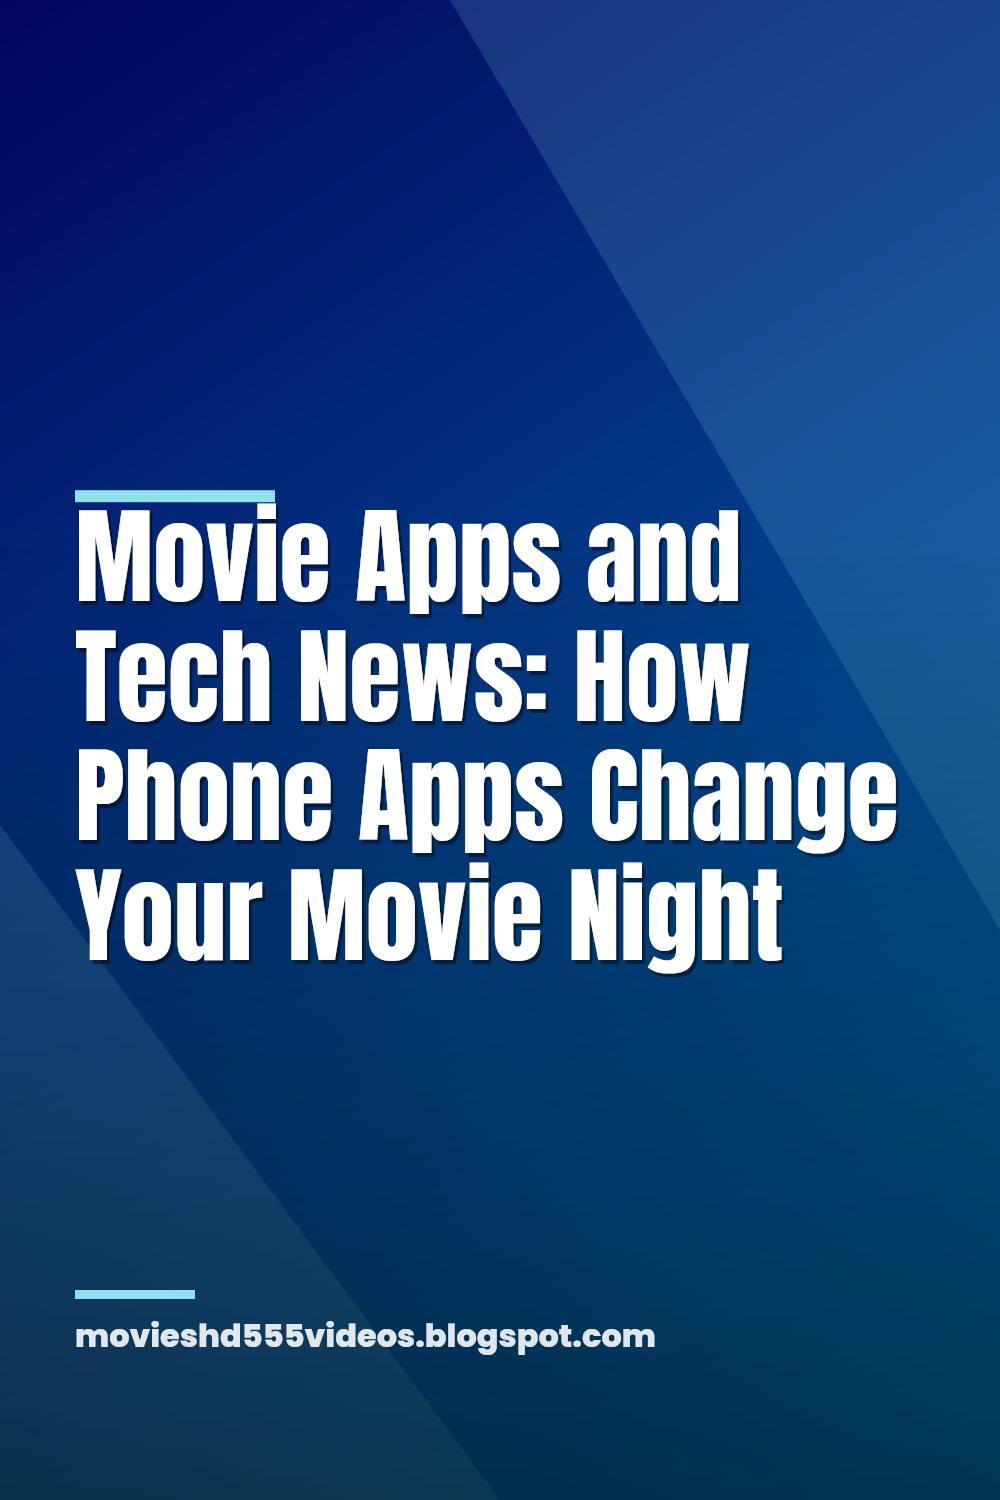 Movie Apps and
Tech News: How
Phone Apps Change
Your Movie Night
movieshd555videos.blogspot.com